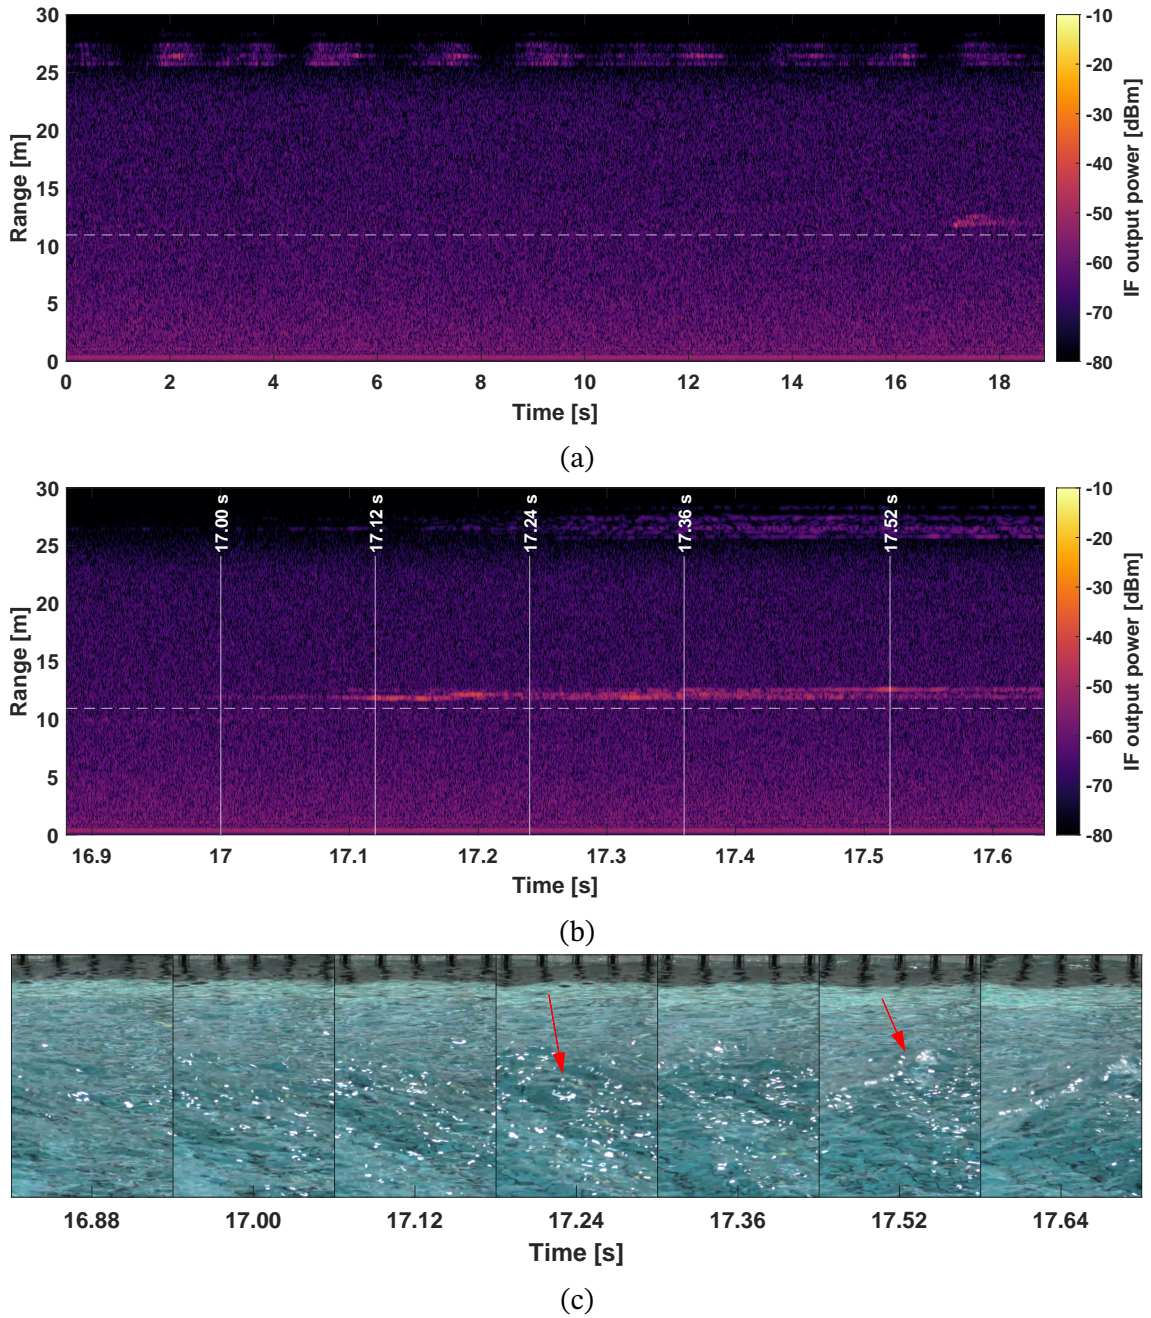 30
25
20
15
10
5
0
Range [m]
0 2 4 6 8 10 12 14 16 18
Time [s]
-10
-20
-30
-40
-50
-60
-70
-80
IF output power [dBm]
(a)
30
25
20
15
10
5
0
Range [m]
17.00 s
17.12 s
17.24 s
17.36 s
17.52 s
16.9 17 17.1 17.2 17.3 17.4 17.5 17.6
Time [s]
-10
-20
-30
-40
-50
-60
-70
-80
IF output power [dBm]
(b)
16.88 17.00 17.12 17.24 17.36 17.52 17.64
Time [s]
(c)